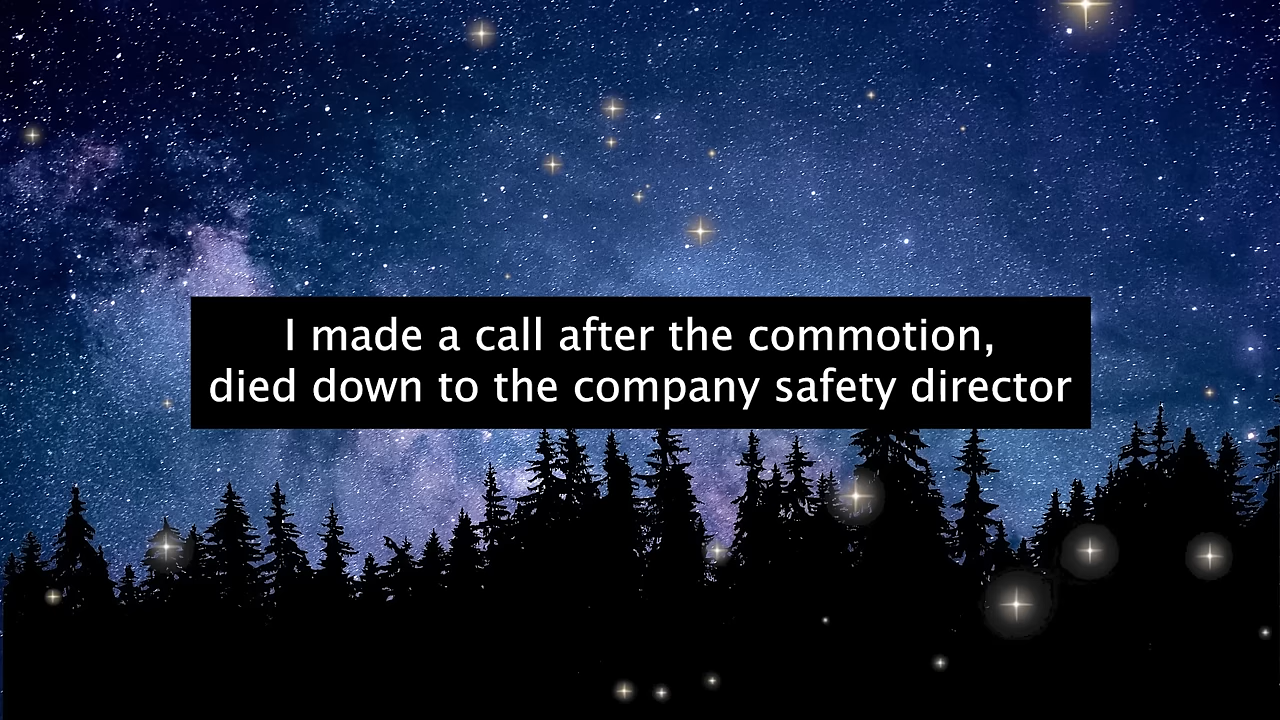 I made a call after the commotion,
died down to the company safety director